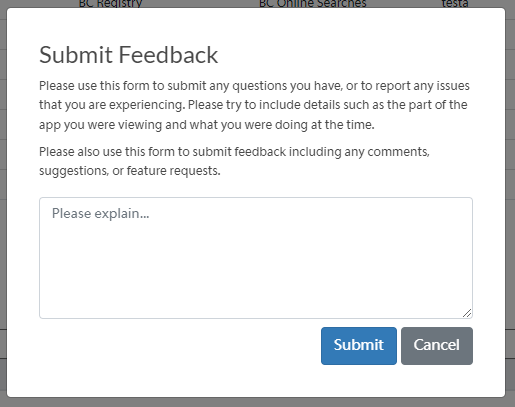 BC Registry BC Online Searches testa
Submit Feedback
Please use this form to submit any questions you have, or to report any issues
that you are experiencing. Please try to include details such as the part of the
app you were viewing and what you were doing at the time.
Please also use this form to submit feedback including any comments,
suggestions, or feature requests.
Please explain...
Submit Cancel